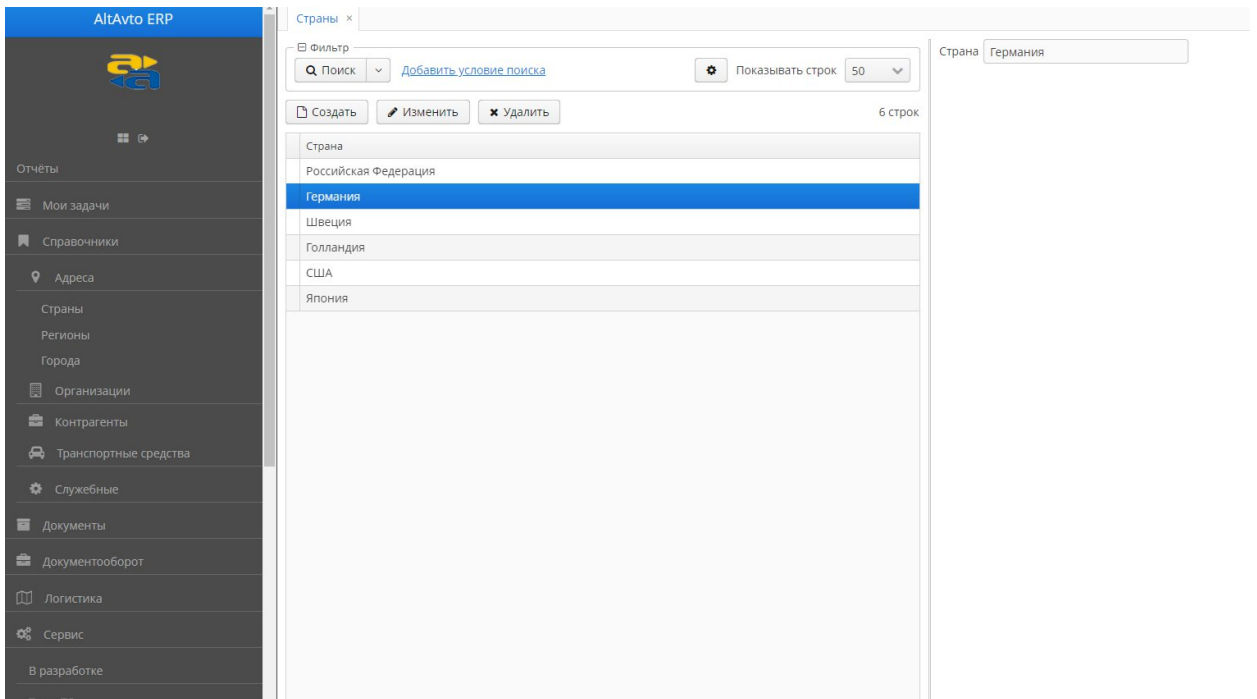 AltAvto ERP
Отчёты
Мои задачи
Справочники
Адреса
Страны
Регионы
Города
Организации
Контрагенты
Транспортные средства
Служебные
Документы
Документооборот
Логистика
Сервис
В разработке
Страны ×
Фильтр
Поиск Добавить условие поиска Показывать строк 50
Создать Изменить Удалить 6 строк
Страна
Российская Федерация
Германия
Швеция
Голландия
США
Япония
Страна Германия